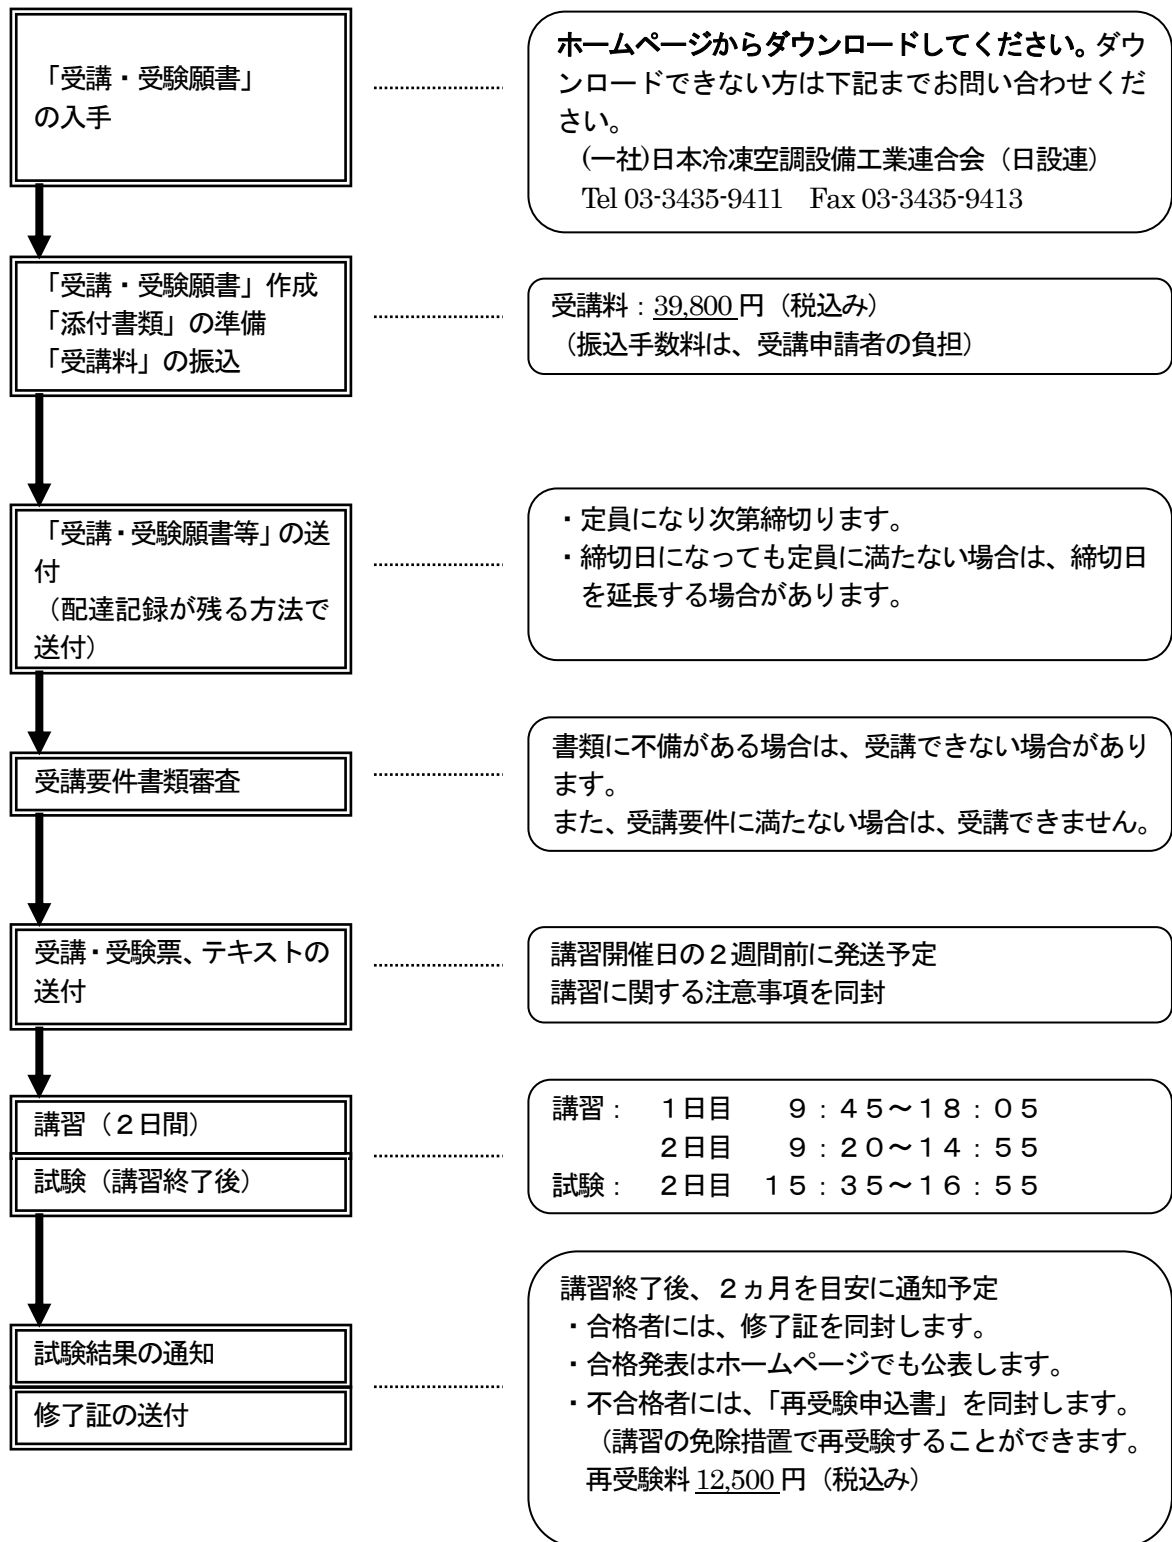 「受講・受験願書」
の入手
ホームページからダウンロードしてください。ダウ
ンロードできない方は下記までお問い合わせくだ
さい。
(一社)日本冷凍空調設備工業連合会（日設連）
Tel 03-3435-9411　Fax 03-3435-9413
「受講・受験願書」作成
「添付書類」の準備
「受講料」の振込
受講料：39,800 円（税込み）
（振込手数料は、受講申請者の負担）
「受講・受験願書等」の送
付
（配達記録が残る方法で
送付）
・定員になり次第締切ります。
・締切日になっても定員に満たない場合は、締切日
を延長する場合があります。
受講要件書類審査
書類に不備がある場合は、受講できない場合があり
ます。
また、受講要件に満たない場合は、受講できません。
受講・受験票、テキストの
送付
講習開催日の２週間前に発送予定
講習に関する注意事項を同封
講習（２日間）
試験（講習終了後）
講習：　１日目　　９：４５～１８：０５
２日目　　９：２０～１４：５５
試験：　２日目　１５：３５～１６：５５
試験結果の通知
修了証の送付
講習終了後、２ヵ月を目安に通知予定
・合格者には、修了証を同封します。
・合格発表はホームページでも公表します。
・不合格者には、「再受験申込書」を同封します。
（講習の免除措置で再受験することができます。
再受験料 12,500 円（税込み）